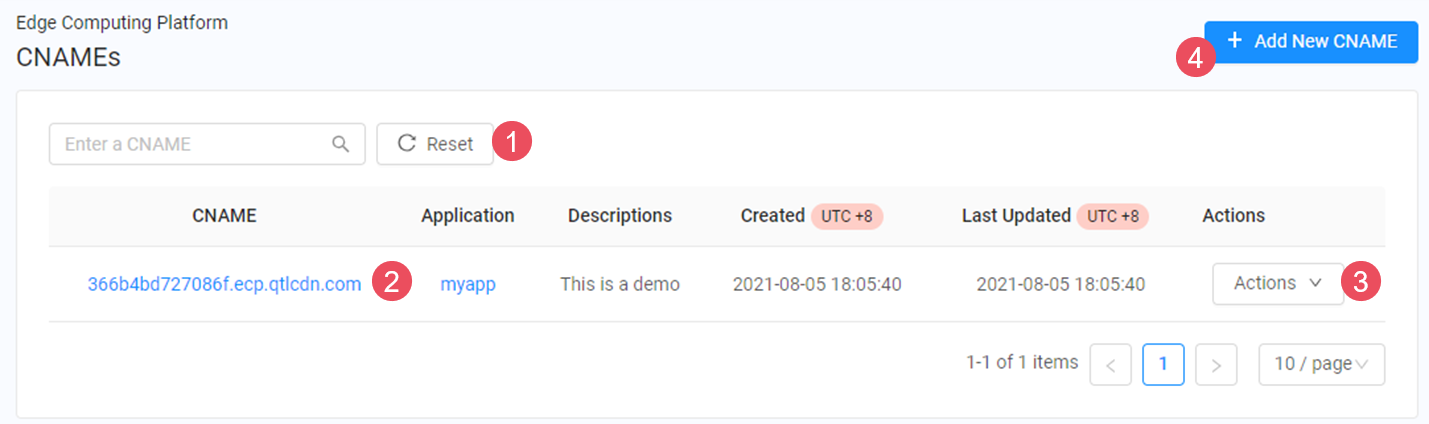 Edge Computing Platform
CNAMEs
4
+ Add New CNAME
Enter a CNAME
Reset
1
CNAME Application Descriptions Created UTC +8 Last Updated UTC +8 Actions
366b4bd727086f.ecp.qtlcdn.com 2 myapp This is a demo 2021-08-05 18:05:40 2021-08-05 18:05:40 Actions 3
1-1 of 1 items < 1 > 10 / page